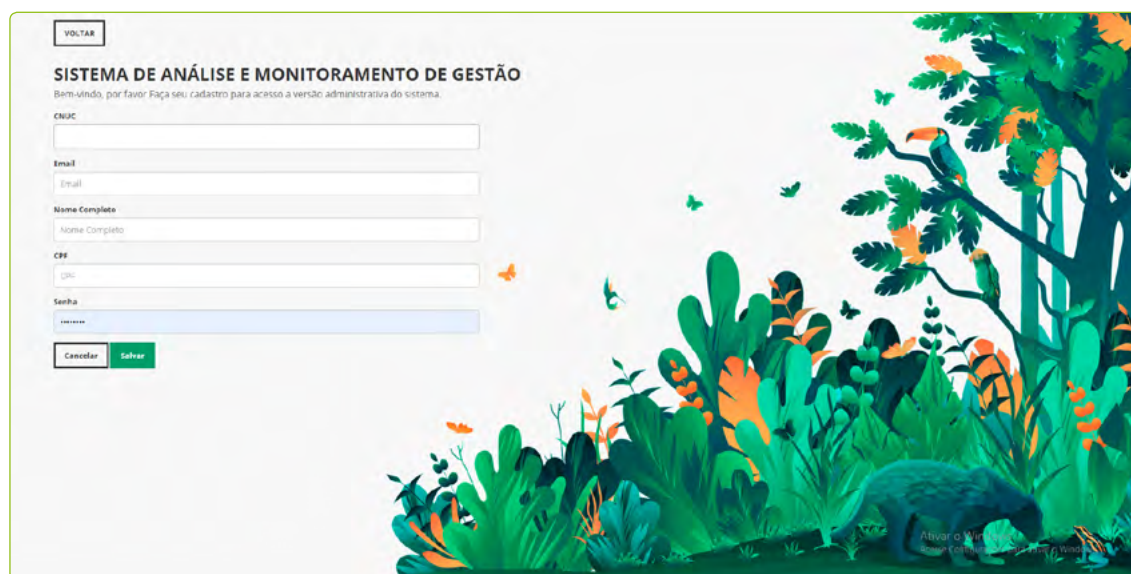 VOLTAR
SISTEMA DE ANÁLISE E MONITORAMENTO DE GESTÃO
Bem-vindo, por favor Faça seu cadastro para acesso a versão administrativa do sistema.
CNUC
Email
Email
Nome Completo
Nome Completo
CPF
CPF
Senha
Cancelar Salvar
Ativar o Windows